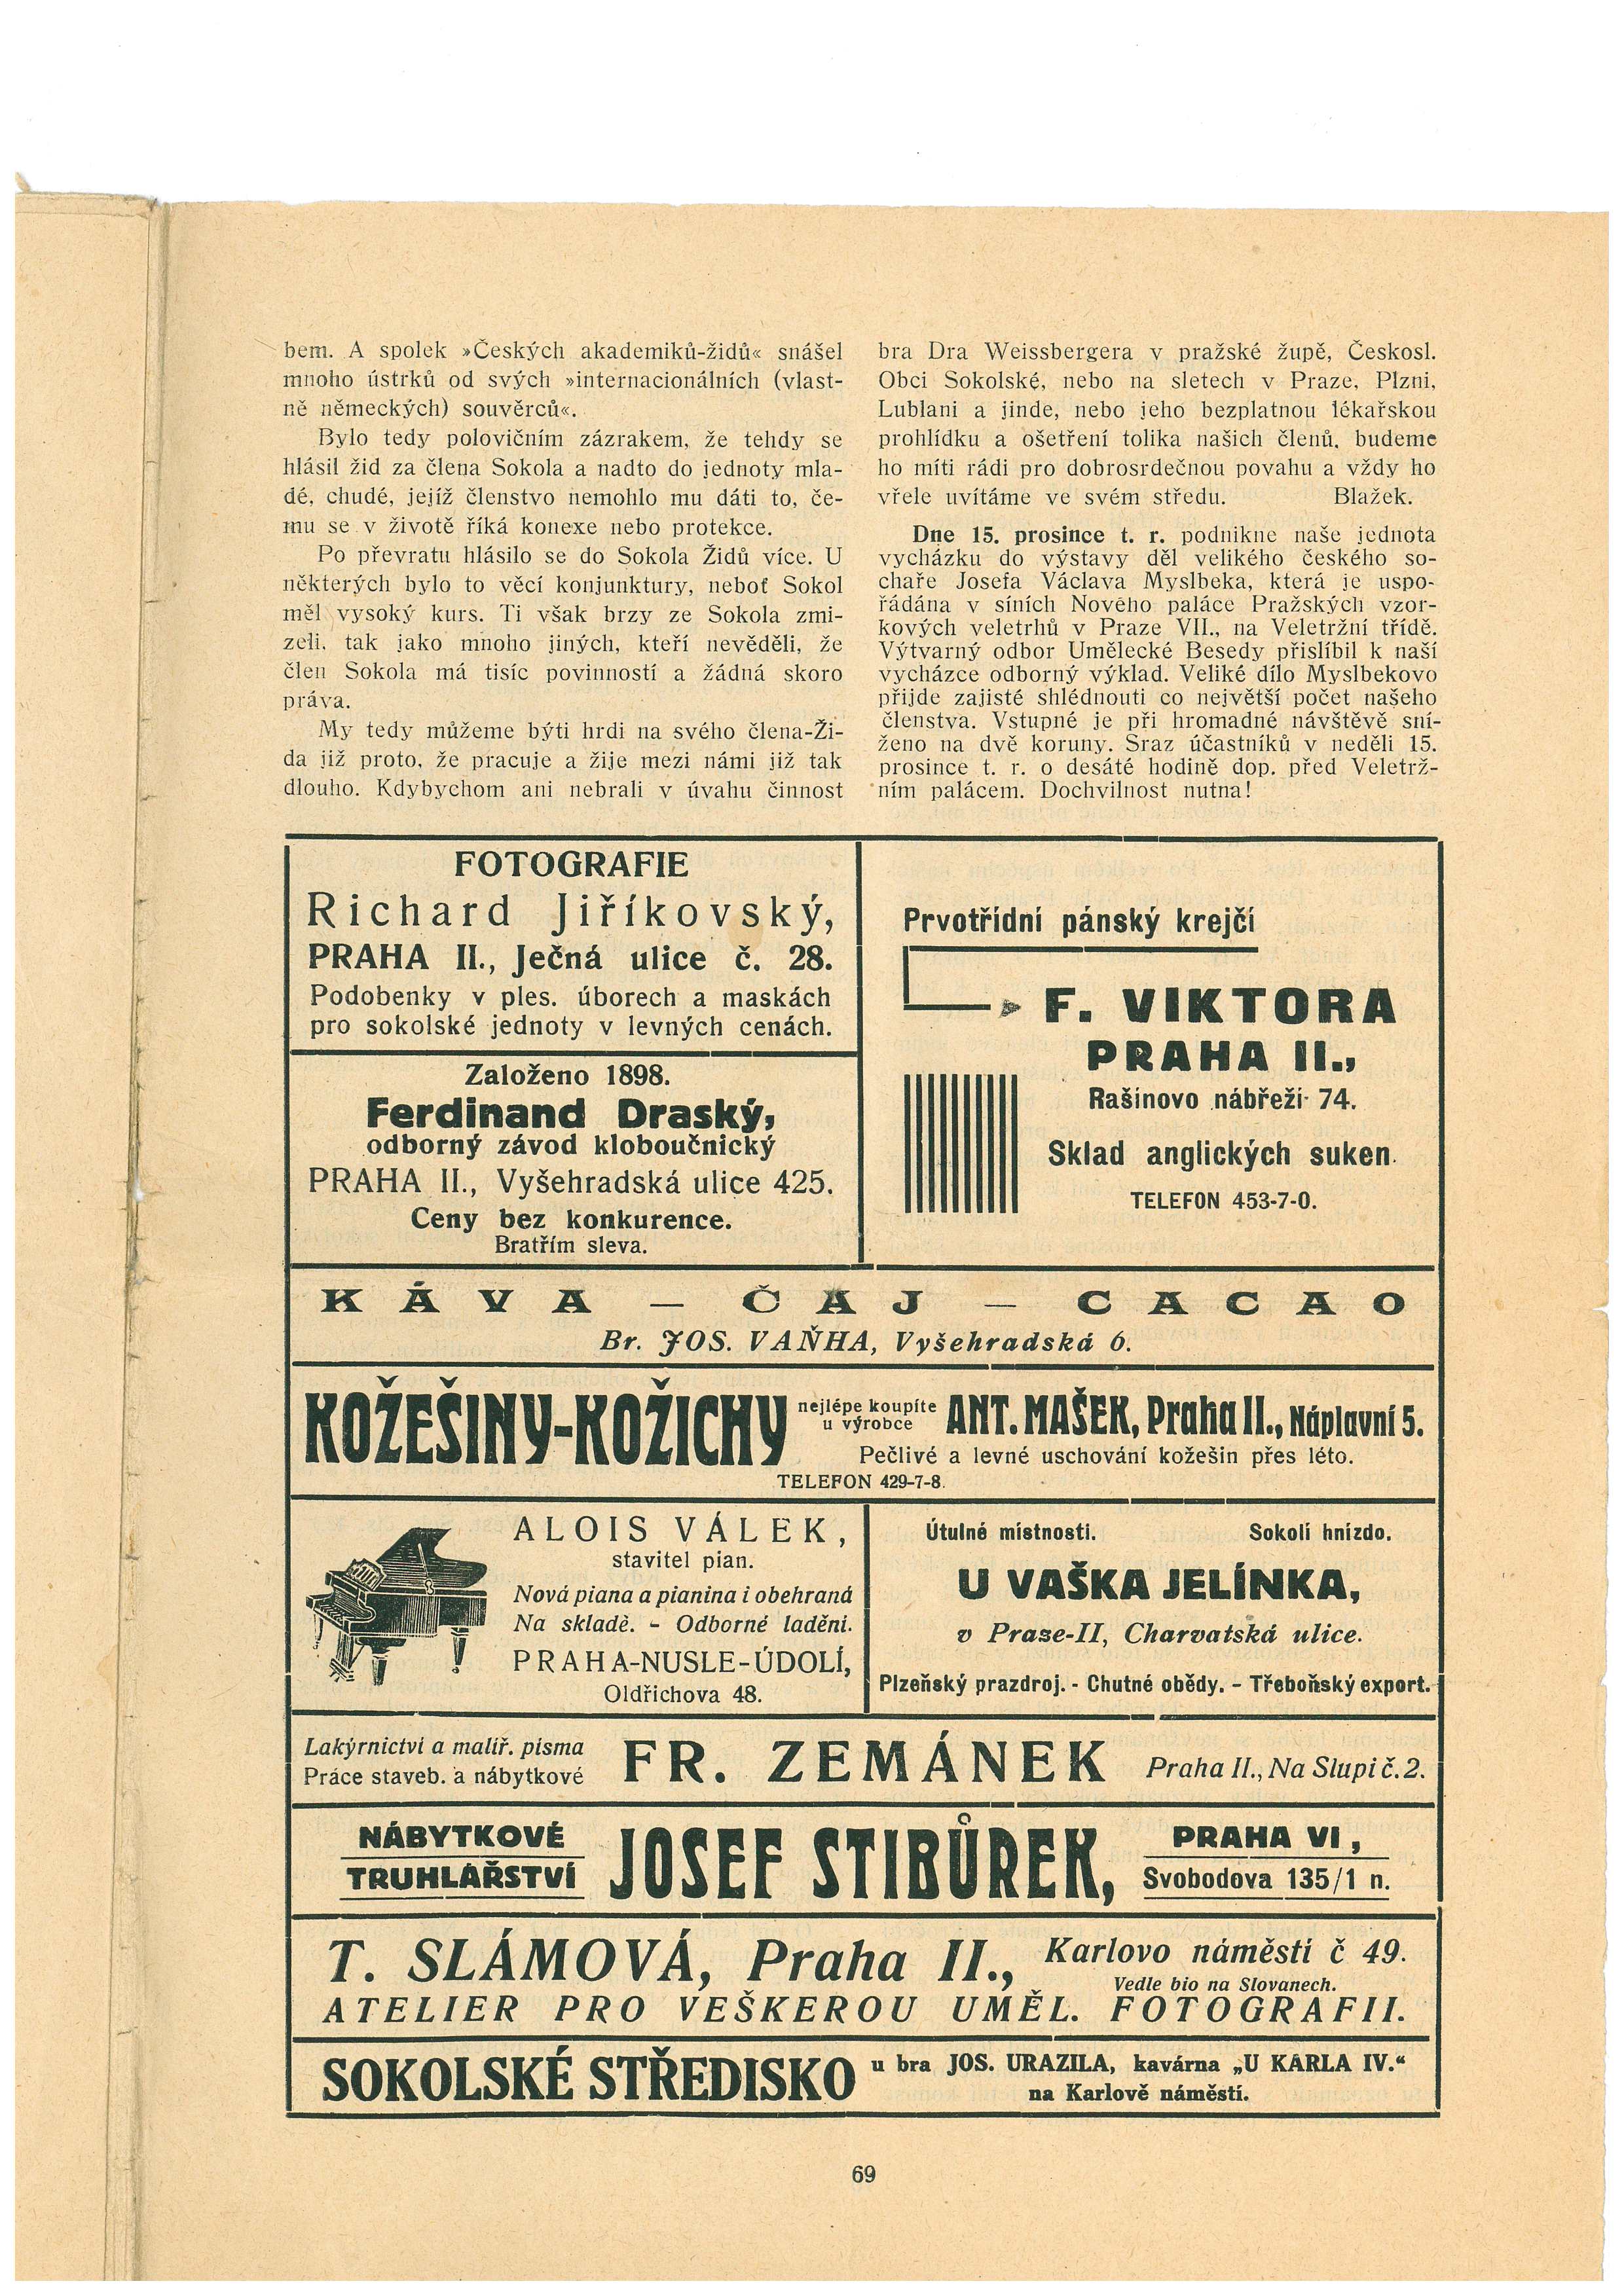 bem. A spolek »Českých akademiků-židů« snášel
mnoho ústrků od svých »internacionálních (vlast-
ně německých) souvěrců«.
Bylo tedy polovičním zázrakem, že tehdy se
hlásil žid za člena Sokola a nadto do jednoty mla-
dé, chudé, jejíž členstvo nemohlo mu dáti to, če-
mu se v životě říká konexe nebo protekce.
Po převratu hlásilo se do Sokola Židů více. U
některých bylo to věcí konjunktury, neboť Sokol
měl vysoký kurs. Ti však brzy ze Sokola zmi-
zeli, tak jako mnoho jiných, kteří nevěděli, že
člen Sokola má tisíc povinností a žádná skoro
práva.
My tedy můžeme býti hrdi na svého člena-Ži-
da již proto, že pracuje a žije mezi námi již tak
dlouho. Kdybychom ani nebrali v úvahu činnost
bra Dra Weissbergera v pražské župě, Českosl.
Obci Sokolské, nebo na sletech v Praze, Plzni,
Lublani a jinde, nebo jeho bezplatnou lékařskou
prohlídku a ošetření tolika našich členů, budeme
ho míti rádi pro dobrosrdečnou povahu a vždy ho
vřele uvítáme ve svém středu. Blažek.
Dne 15. prosince t. r. podnikne naše jednota
vycházku do výstavy děl velikého českého so-
chaře Josefa Václava Myslbeka, která je uspo-
řádána v síních Nového paláce Pražských vzor-
kových veletrhů v Praze VII., na Veletržní třídě.
Výtvarný odbor Umělecké Besedy přislíbil k naší
vycházce odborný výklad. Veliké dílo Myslbekovo
přijde zajisté shlédnouti co největší počet našeho
členstva. Vstupné je při hromadné návštěvě sní-
ženo na dvě koruny. Sraz účastníků v neděli 15.
prosince t. r. o desáté hodině dop. před Veletrž-
ním palácem. Dochvilnost nutna!
FOTOGRAFIE
Richard Jiříkovský,
PRAHA II., Ječná ulice č. 28.
Podobenky v ples. úborech a maskách
pro sokolské jednoty v levných cenách.
Založeno 1898.
Ferdinand Draský,
odborný závod kloboučnický
PRAHA II., Vyšehradská ulice 425.
Ceny bez konkurence.
Bratřím sleva.
Prvotřídní pánský krejčí
F. VIKTORA
PRAHA II.,
Rašinovo nábřeží 74.
Sklad anglických suken.
TELEFON 453-7-0.
KÁVA — ČAJ — CACAO
Br. JOS. VAŇHA, Vyšehradská 6.
KOŽEŠINY-KOŽICHY nejlépe koupíte
u výrobce ANT. MAŠEK, Praha II., Náplavní 5.
Pečlivé a levné uschování kožešin přes léto.
TELEFON 429-7-8.
ALOIS VÁLEK,
stavitel pian.
Nová piana a pianina i obehraná
Na skladě. - Odborné laděni.
PRAHA-NUSLE-ÚDOLÍ,
Oldřichova 48.
Útulné místnosti. Sokolí hnízdo.
U VAŠKA JELÍNKA,
v Praze-II, Charvatská ulice.
Plzeňský prazdroj. - Chutné obědy. - Třeboňský export.
Lakýrnictví a malíř. písma
Práce staveb. a nábytkové
FR. ZEMÁNEK Praha II., Na Slupi č. 2.
NÁBYTKOVÉ
TRUHLÁŘSTVÍ
JOSEF STIBŮREK,
PRAHA VI,
Svobodova 135/1 n.
T. SLÁMOVÁ, Praha II., Karlovo náměstí č 49.
Vedle bio na Slovanech.
ATELIER PRO VEŠKEROU UMĚL. FOTOGRAFII.
SOKOLSKÉ STŘEDISKO u bra JOS. URAZILA, kavárna „U KARLA IV.“
na Karlově náměstí.
69